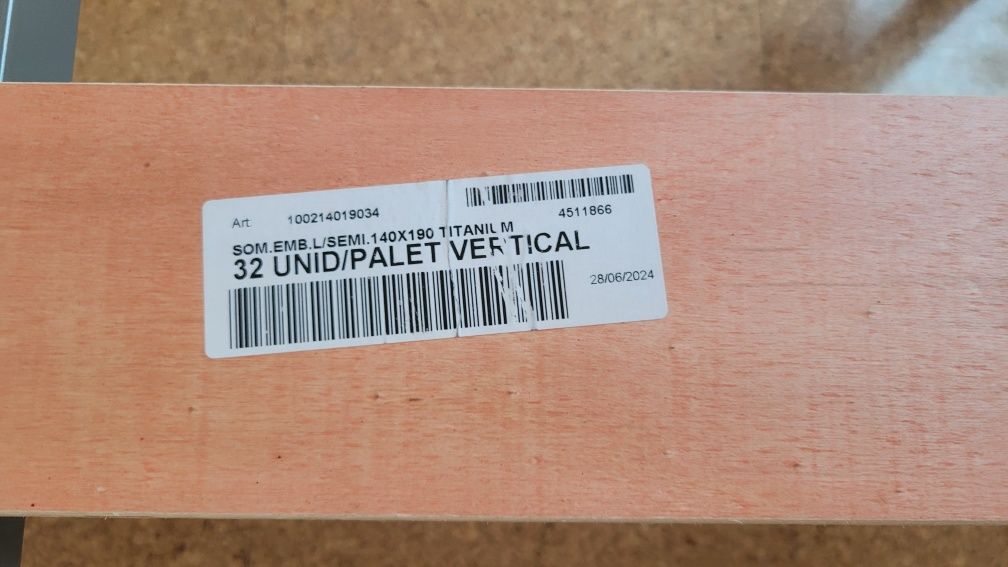 Art. 100214019034 4511866
SOM.EMB.L/SEMI.140X190 TITANIUM
32 UNID/PALET VERTICAL
28/06/2024